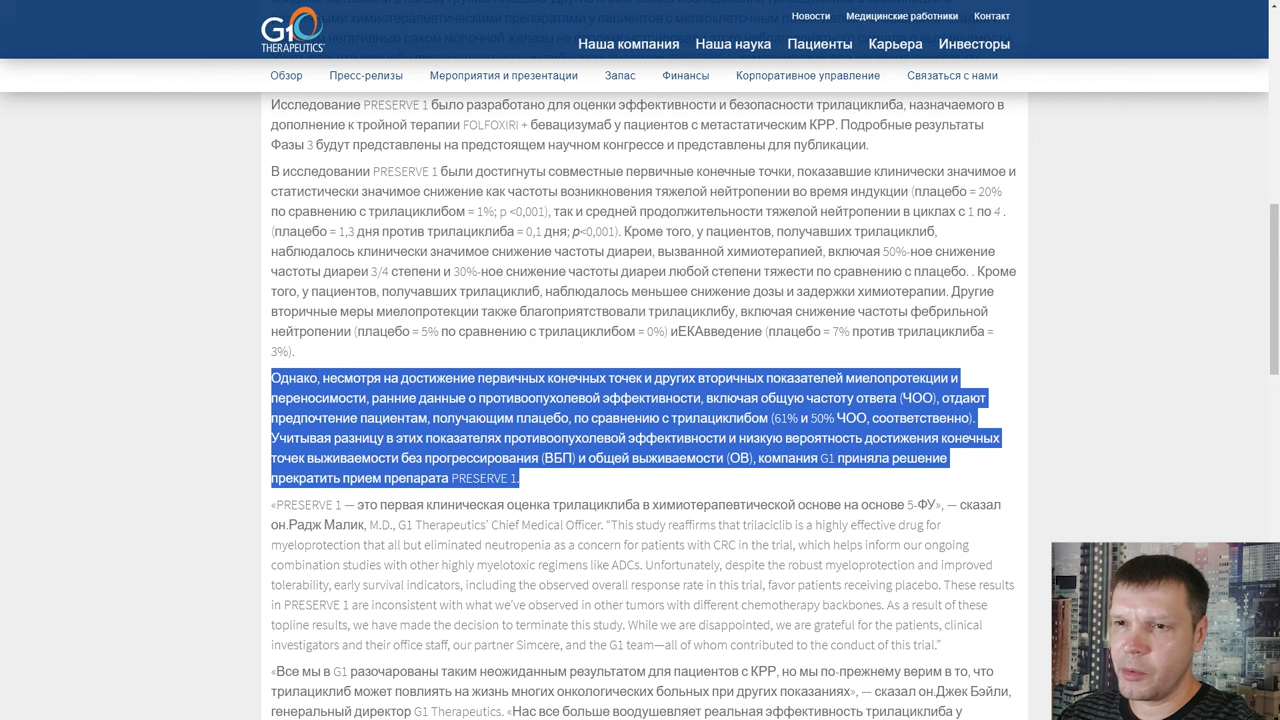 Новости Медицинские работники Контакт
G1
THERAPEUTICS
Наша компания Наша наука Пациенты Карьера Инвесторы
Обзор Пресс-релизы Мероприятия и презентации Запас Финансы Корпоративное управление Связаться с нами
Исследование PRESERVE 1 было разработано для оценки эффективности и безопасности трилациклиба, назначаемого в
дополнение к тройной терапии FOLFOXIRI + бевацизумаб у пациентов с метастатическим КРР. Подробные результаты
Фазы 3 будут представлены на предстоящем научном конгрессе и представлены для публикации.
В исследовании PRESERVE 1 были достигнуты совместные первичные конечные точки, показавшие клинически значимое и
статистически значимое снижение как частоты возникновения тяжелой нейтропении во время индукции (плацебо = 20%
по сравнению с трилациклибом = 1%; p <0,001), так и средней продолжительности тяжелой нейтропении в циклах с 1 по 4 .
(плацебо = 1,3 дня против трилациклиба = 0,1 дня; p<0,001). Кроме того, у пациентов, получавших трилациклиб,
наблюдалось клинически значимое снижение частоты диареи, вызванной химиотерапией, включая 50%-ное снижение
частоты диареи 3/4 степени и 30%-ное снижение частоты диареи любой степени тяжести по сравнению с плацебо. . Кроме
того, у пациентов, получавших трилациклиб, наблюдалось меньшее снижение дозы и задержки химиотерапии. Другие
вторичные меры миелопротекции также благоприятствовали трилациклибу, включая снижение частоты фебрильной
нейтропении (плацебо = 5% по сравнению с трилациклибом = 0%) иЕКАвведение (плацебо = 7% против трилациклиба =
3%).
Однако, несмотря на достижение первичных конечных точек и других вторичных показателей миелопротекции и
переносимости, ранние данные о противоопухолевой эффективности, включая общую частоту ответа (ЧОО), отдают
предпочтение пациентам, получающим плацебо, по сравнению с трилациклибом (61% и 50% ЧОО, соответственно).
Учитывая разницу в этих показателях противоопухолевой эффективности и низкую вероятность достижения конечных
точек выживаемости без прогрессирования (ВБП) и общей выживаемости (ОВ), компания G1 приняла решение
прекратить прием препарата PRESERVE 1.
«PRESERVE 1 — это первая клиническая оценка трилациклиба в химиотерапевтической основе на основе 5-ФУ», — сказал
он.Радж Малик, M.D., G1 Therapeutics’ Chief Medical Officer. “This study reaffirms that trilaciclib is a highly effective drug for
myeloprotection that all but eliminated neutropenia as a concern for patients with CRC in the trial, which helps inform our ongoing
combination studies with other highly myelotoxic regimens like ADCs. Unfortunately, despite the robust myeloprotection and improved
tolerability, early survival indicators, including the observed overall response rate in this trial, favor patients receiving placebo. These results
in PRESERVE 1 are inconsistent with what we’ve observed in other tumors with different chemotherapy backbones. As a result of these
topline results, we have made the decision to terminate this study. While we are disappointed, we are grateful for the patients, clinical
investigators and their office staff, our partner Simcere, and the G1 team—all of whom contributed to the conduct of this trial.”
«Все мы в G1 разочарованы таким неожиданным результатом для пациентов с КРР, но мы по-прежнему верим в то, что
трилациклиб может повлиять на жизнь многих онкологических больных при других показаниях», — сказал он.Джек Бэйли,
генеральный директор G1 Therapeutics. «Нас все больше воодушевляет реальная эффективность трилациклиба у